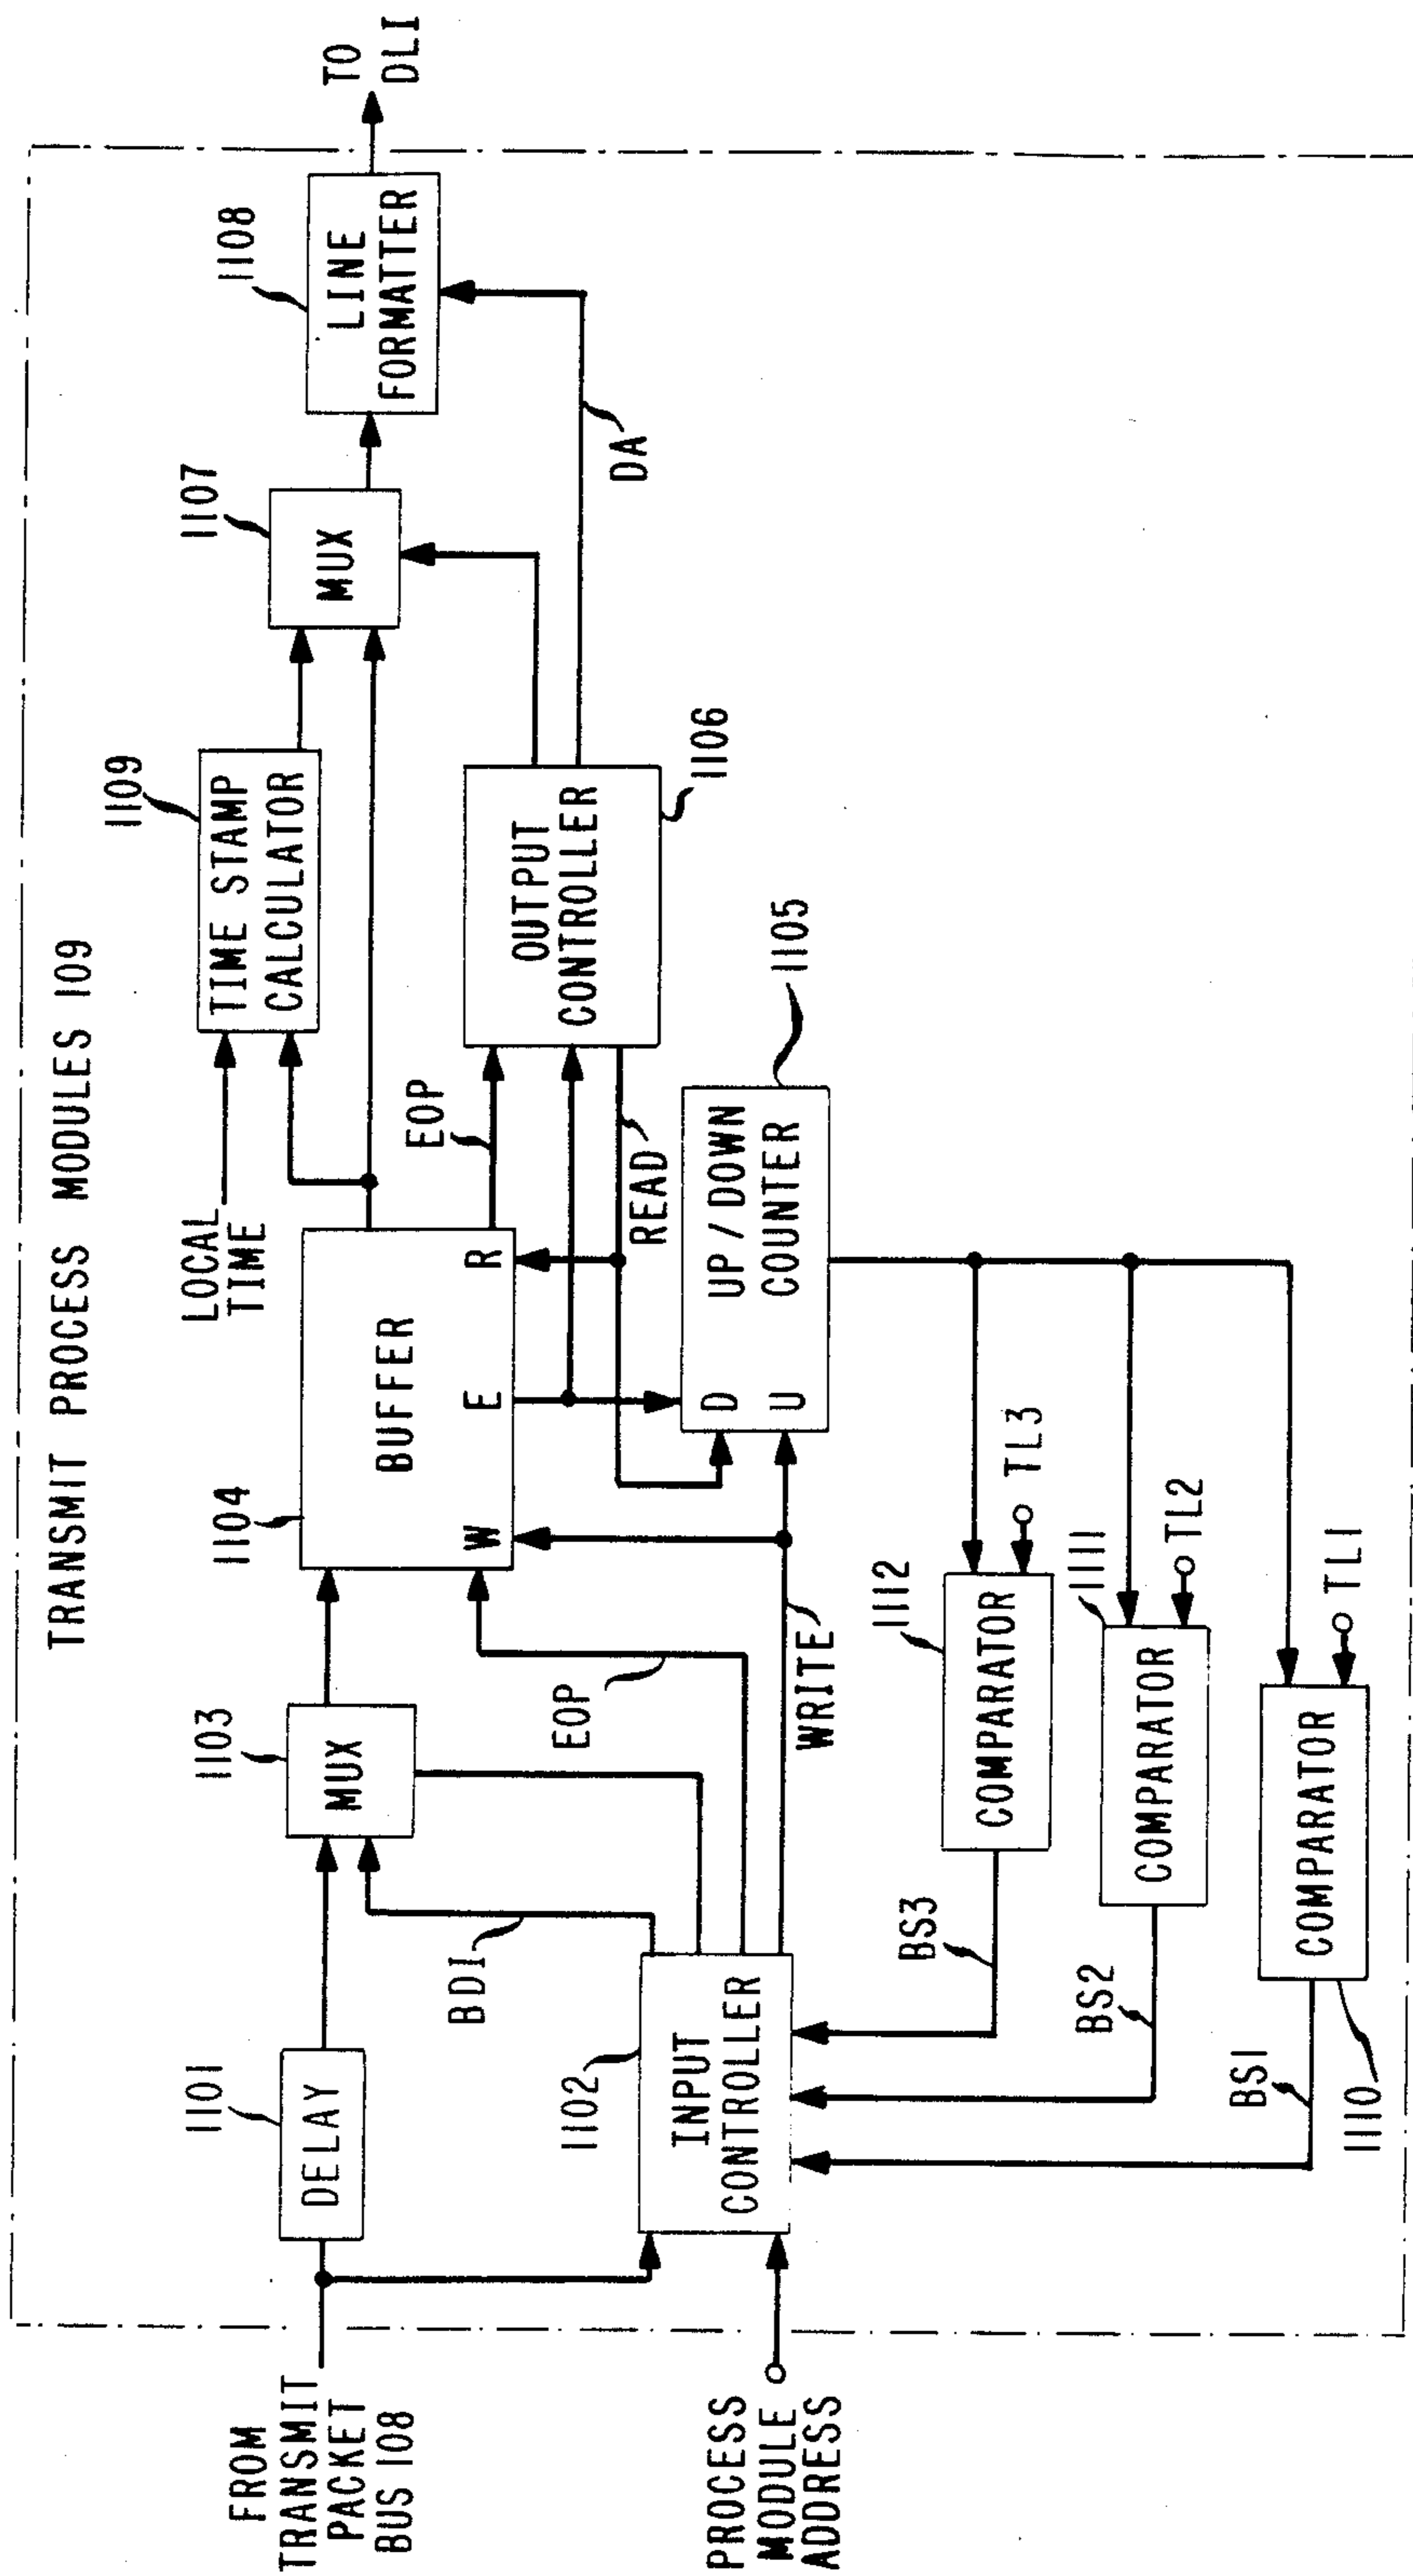 TRANSMIT PROCESS MODULES 109
FROM
TRANSMIT
PACKET
BUS 108
PROCESS
MODULE
ADDRESS
1101
DELAY
1102
INPUT
CONTROLLER
BDI
1103
MUX
EOP
WRITE
1104
BUFFER
W
E
R
LOCAL
TIME
1109
TIME STAMP
CALCULATOR
EOP
READ
OUTPUT
CONTROLLER
1106
D
U
UP/DOWN
COUNTER
1105
1107
MUX
1108
LINE
FORMATTER
DA
TO
DLI
BS3
1112
COMPARATOR
TL3
BS2
1111
COMPARATOR
TL2
BS1
1110
COMPARATOR
TL1